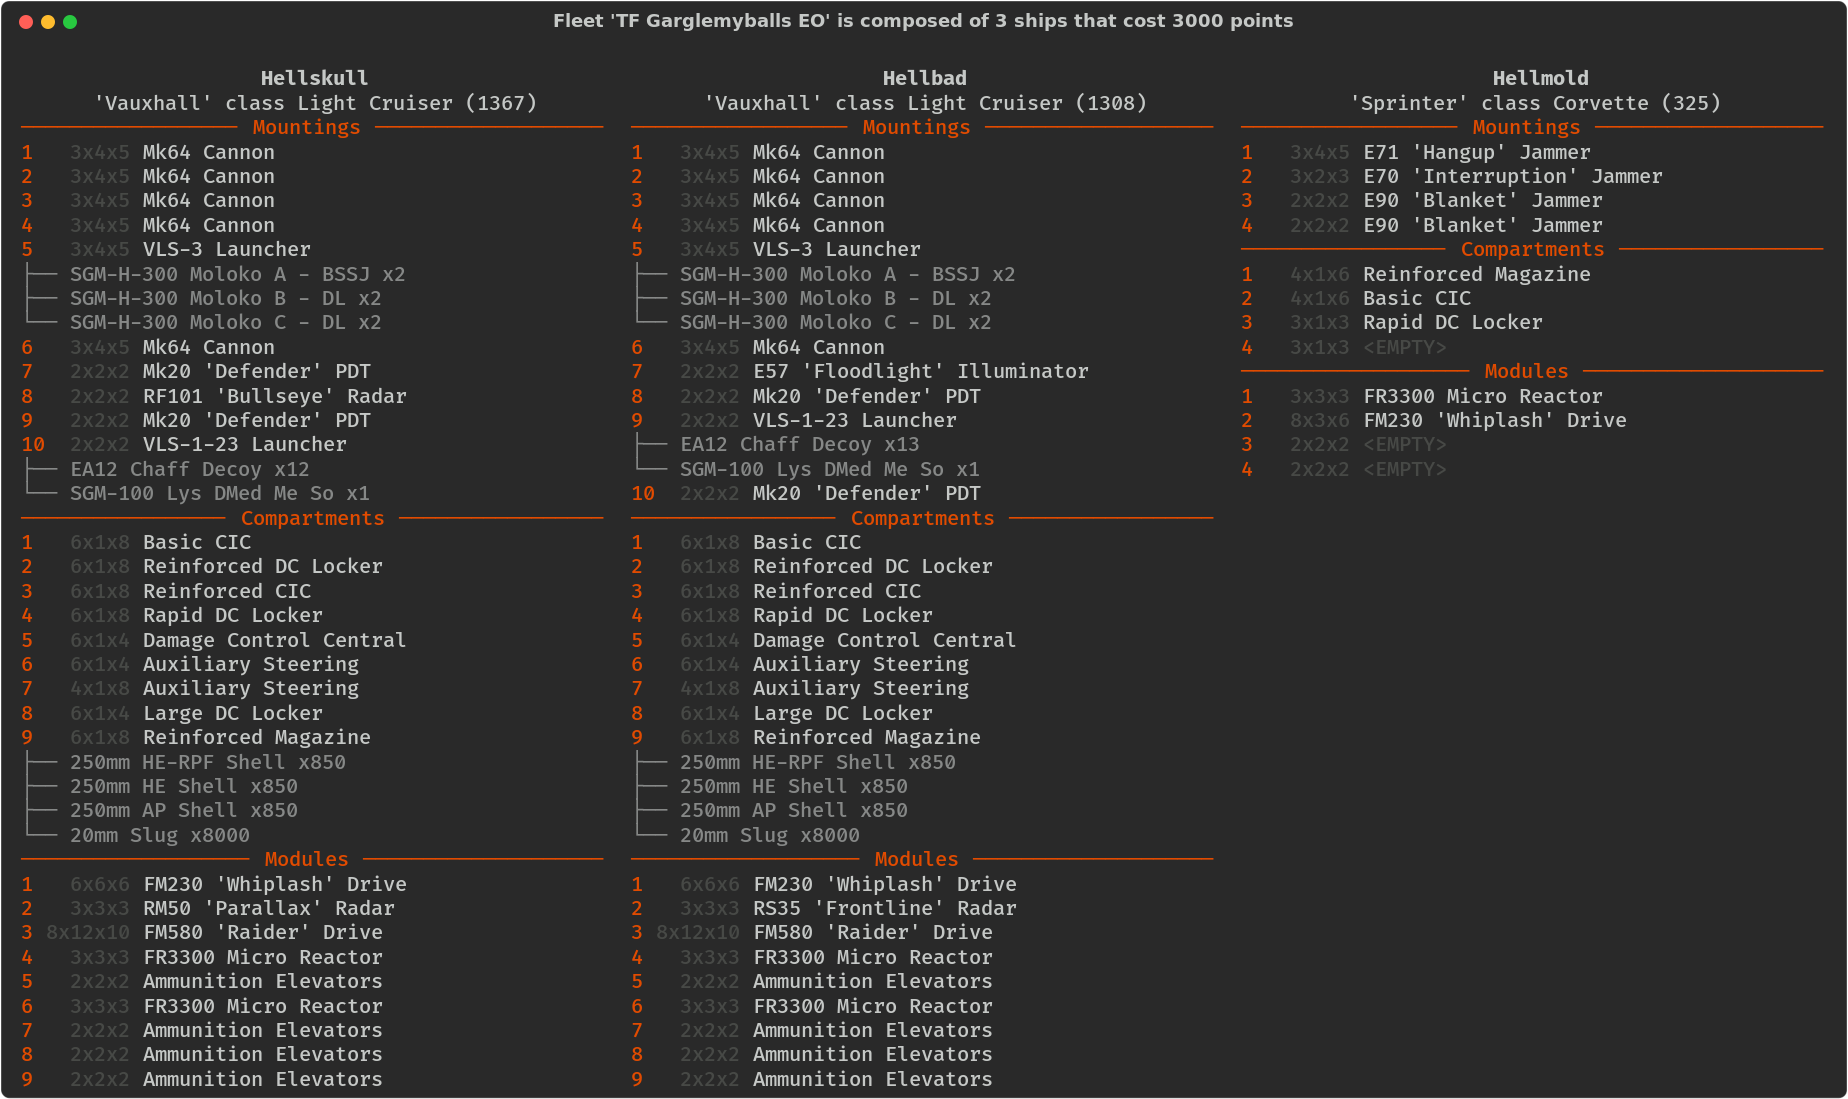 Fleet 'TF Garglemyballs EO' is composed of 3 ships that cost 3000 points
Hellskull
'Vauxhall' class Light Cruiser (1367)
Mountings
1 3x4x5 Mk64 Cannon
2 3x4x5 Mk64 Cannon
3 3x4x5 Mk64 Cannon
4 3x4x5 Mk64 Cannon
5 3x4x5 VLS-3 Launcher
SGM-H-300 Moloko A - BSSJ x2
SGM-H-300 Moloko B - DL x2
SGM-H-300 Moloko C - DL x2
6 3x4x5 Mk64 Cannon
7 2x2x2 Mk20 'Defender' PDT
8 2x2x2 RF101 'Bullseye' Radar
9 2x2x2 Mk20 'Defender' PDT
10 2x2x2 VLS-1-23 Launcher
EA12 Chaff Decoy x12
SGM-100 Lys DMed Me So x1
Compartments
1 6x1x8 Basic CIC
2 6x1x8 Reinforced DC Locker
3 6x1x8 Reinforced CIC
4 6x1x8 Rapid DC Locker
5 6x1x4 Damage Control Central
6 6x1x4 Auxiliary Steering
7 4x1x8 Auxiliary Steering
8 6x1x4 Large DC Locker
9 6x1x8 Reinforced Magazine
250mm HE-RPF Shell x850
250mm HE Shell x850
250mm AP Shell x850
20mm Slug x8000
Modules
1 6x6x6 FM230 'Whiplash' Drive
2 3x3x3 RM50 'Parallax' Radar
3 8x12x10 FM580 'Raider' Drive
4 3x3x3 FR3300 Micro Reactor
5 2x2x2 Ammunition Elevators
6 3x3x3 FR3300 Micro Reactor
7 2x2x2 Ammunition Elevators
8 2x2x2 Ammunition Elevators
9 2x2x2 Ammunition Elevators
Hellbad
'Vauxhall' class Light Cruiser (1308)
Mountings
1 3x4x5 Mk64 Cannon
2 3x4x5 Mk64 Cannon
3 3x4x5 Mk64 Cannon
4 3x4x5 Mk64 Cannon
5 3x4x5 VLS-3 Launcher
SGM-H-300 Moloko A - BSSJ x2
SGM-H-300 Moloko B - DL x2
SGM-H-300 Moloko C - DL x2
6 3x4x5 Mk64 Cannon
7 2x2x2 E57 'Floodlight' Illuminator
8 2x2x2 Mk20 'Defender' PDT
9 2x2x2 VLS-1-23 Launcher
EA12 Chaff Decoy x13
SGM-100 Lys DMed Me So x1
10 2x2x2 Mk20 'Defender' PDT
Compartments
1 6x1x8 Basic CIC
2 6x1x8 Reinforced DC Locker
3 6x1x8 Reinforced CIC
4 6x1x8 Rapid DC Locker
5 6x1x4 Damage Control Central
6 6x1x4 Auxiliary Steering
7 4x1x8 Auxiliary Steering
8 6x1x4 Large DC Locker
9 6x1x8 Reinforced Magazine
250mm HE-RPF Shell x850
250mm HE Shell x850
250mm AP Shell x850
20mm Slug x8000
Modules
1 6x6x6 FM230 'Whiplash' Drive
2 3x3x3 RS35 'Frontline' Radar
3 8x12x10 FM580 'Raider' Drive
4 3x3x3 FR3300 Micro Reactor
5 2x2x2 Ammunition Elevators
6 3x3x3 FR3300 Micro Reactor
7 2x2x2 Ammunition Elevators
8 2x2x2 Ammunition Elevators
9 2x2x2 Ammunition Elevators
Hellmold
'Sprinter' class Corvette (325)
Mountings
1 3x4x5 E71 'Hangup' Jammer
2 3x2x3 E70 'Interruption' Jammer
3 2x2x2 E90 'Blanket' Jammer
4 2x2x2 E90 'Blanket' Jammer
Compartments
1 4x1x6 Reinforced Magazine
2 4x1x6 Basic CIC
3 3x1x3 Rapid DC Locker
4 3x1x3 <EMPTY>
Modules
1 3x3x3 FR3300 Micro Reactor
2 8x3x6 FM230 'Whiplash' Drive
3 2x2x2 <EMPTY>
4 2x2x2 <EMPTY>